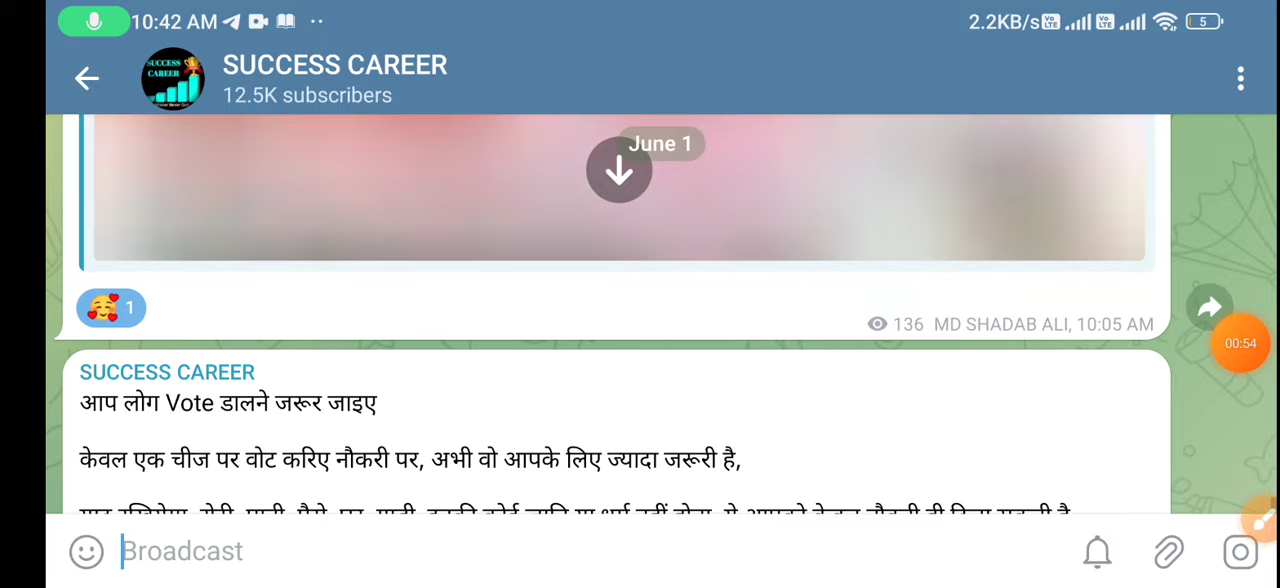 10:42 AM
2.2KB/s
5
SUCCESS CAREER
SUCCESS CAREER
12.5K subscribers
June 1
1
136 MD SHADAB ALI, 10:05 AM
00:54
SUCCESS CAREER
आप लोग Vote डालने जरूर जाइए
केवल एक चीज पर वोट करिए नौकरी पर, अभी वो आपके लिए ज्यादा जरूरी है,
Broadcast